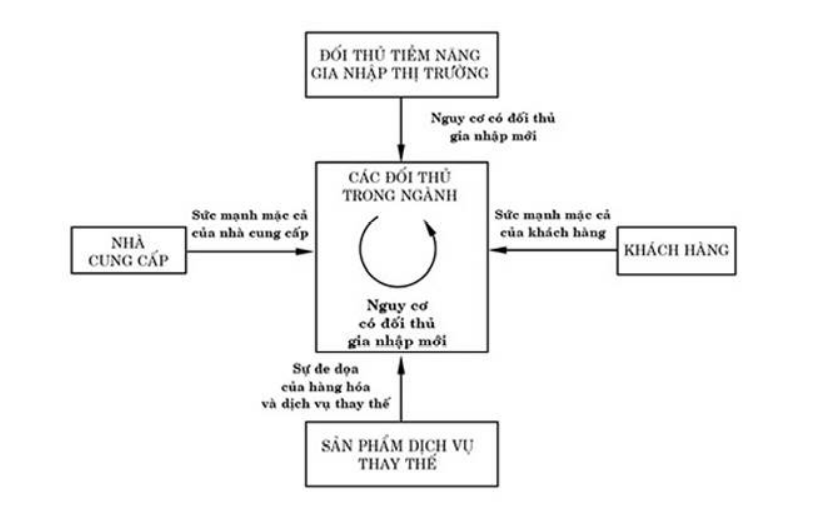 ĐỐI THỦ TIỀM NĂNG
GIA NHẬP THỊ TRƯỜNG
Nguy cơ có đối thủ
gia nhập mới
CÁC ĐỐI THỦ
TRONG NGÀNH
Sức mạnh mặc cả
của nhà cung cấp
Sức mạnh mặc cả
của khách hàng
NHÀ
CUNG CẤP
KHÁCH HÀNG
Nguy cơ
có đối thủ
gia nhập mới
Sự đe dọa
của hàng hóa
và dịch vụ thay thế
SẢN PHẨM DỊCH VỤ
THAY THẾ